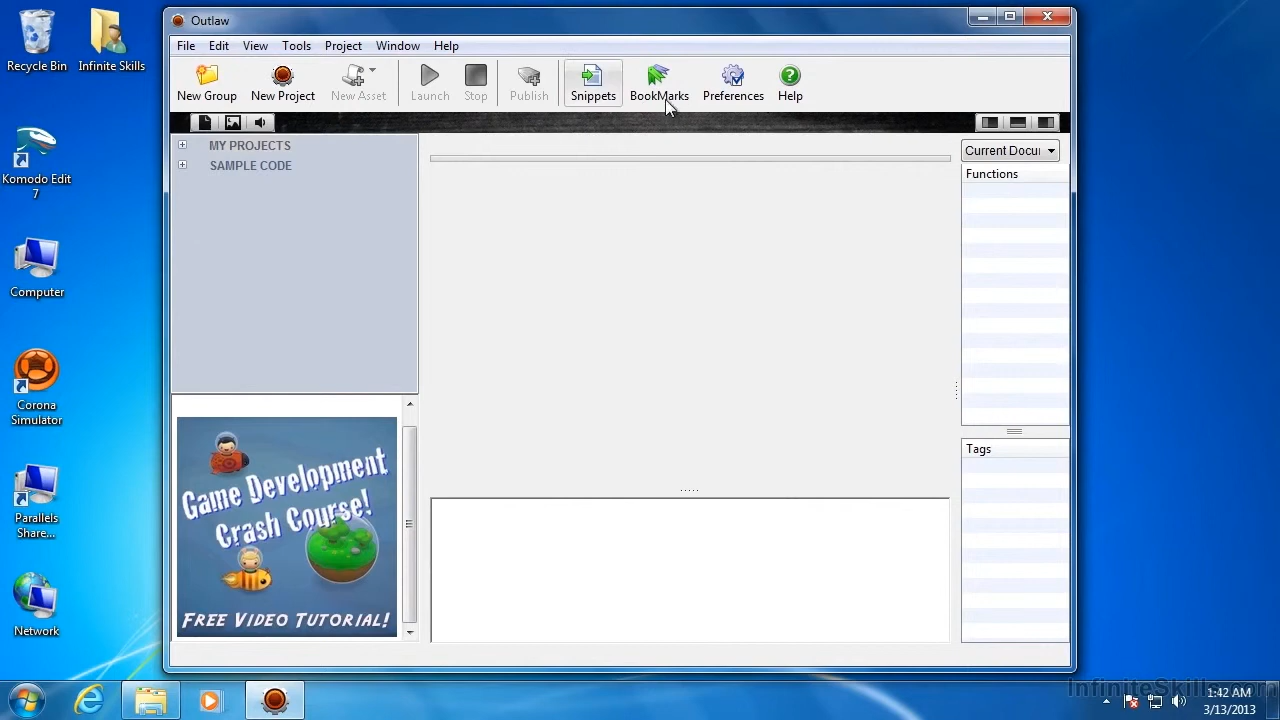 Recycle Bin
Infinite Skills
Komodo Edit
7
Computer
Corona
Simulator
Parallels
Share...
Network
Outlaw
File Edit View Tools Project Window Help
New Group New Project New Asset Launch Stop Publish Snippets BookMarks Preferences Help
MY PROJECTS
SAMPLE CODE
Current Docu
Functions
Tags
Game Development
Crash Course!
FREE VIDEO TUTORIAL!
InfiniteSkills.com
1:42 AM
3/13/2013